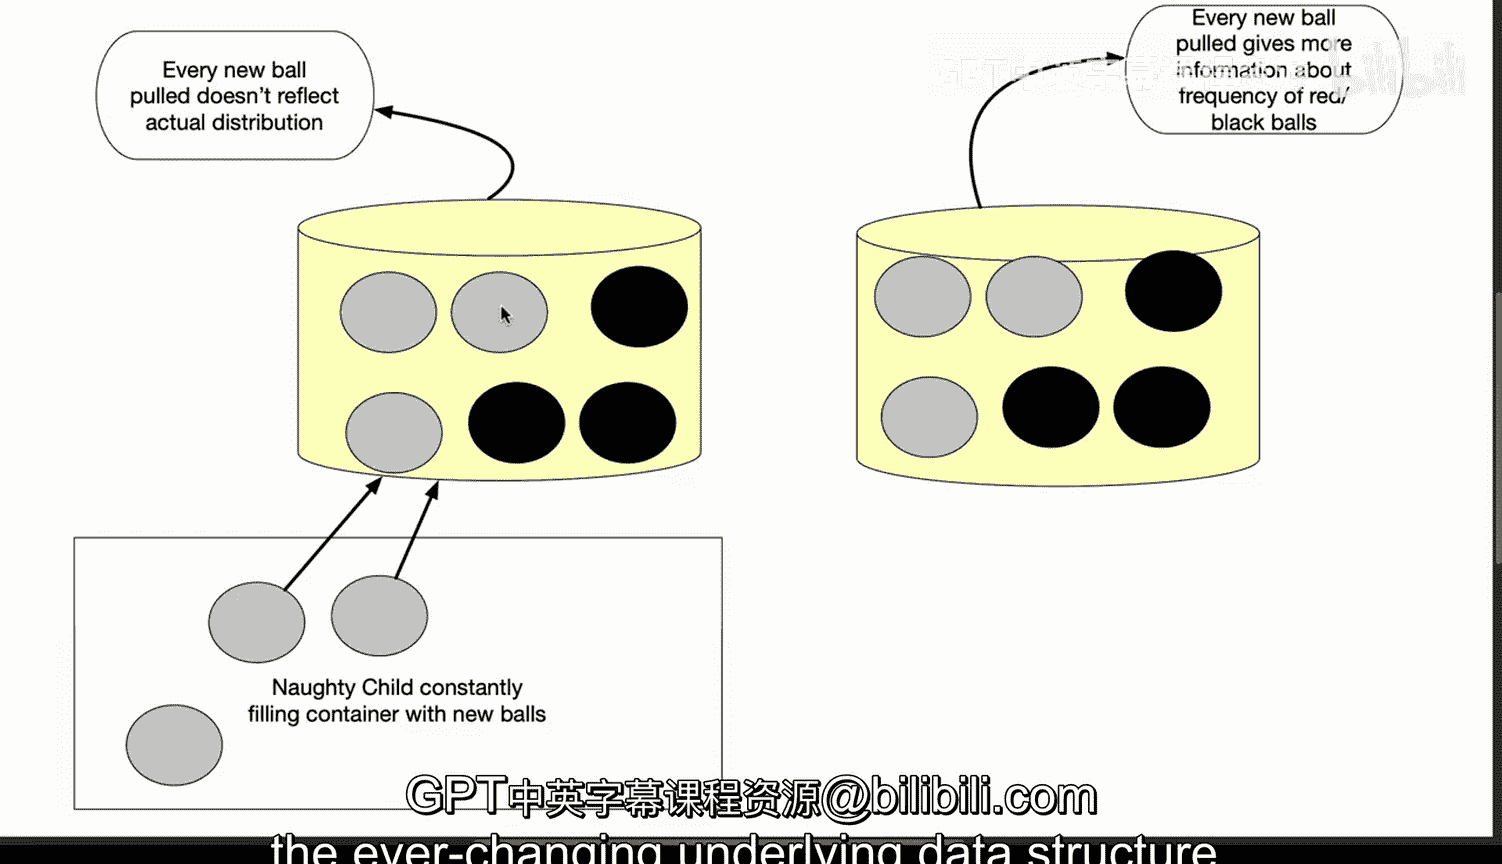 Every new ball
pulled doesn't reflect
actual distribution
Every new ball
pulled gives more
information about
frequency of red/
black balls
bilibili
Naughty Child constantly
filling container with new balls
GPT中英字幕课程资源@bilibili.com
the ever-changing underlying data structure